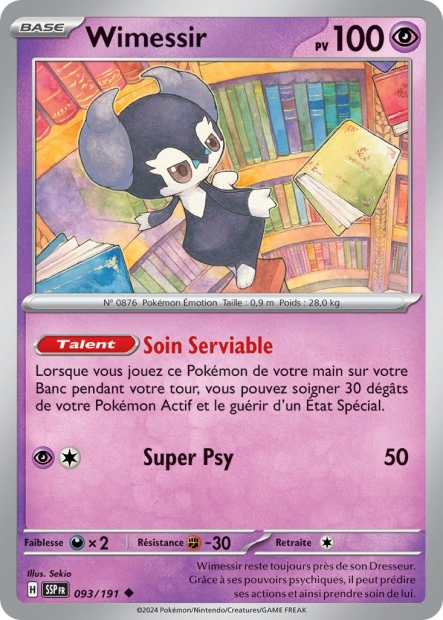 BASE
Wimessir
PV 100
N° 0876 Pokémon Émotion Taille : 0,9 m Poids : 28,0 kg
Talent Soin Serviable
Lorsque vous jouez ce Pokémon de votre main sur votre
Banc pendant votre tour, vous pouvez soigner 30 dégâts
de votre Pokémon Actif et le guérir d'un État Spécial.
Super Psy 50
Faiblesse ×2 Résistance -30 Retraite
Illus. Sekio
H SSP FR 093/191
Wimessir reste toujours près de son Dresseur.
Grâce à ses pouvoirs psychiques, il peut prédire
ses actions et ainsi prendre soin de lui.
©2024 Pokémon/Nintendo/Creatures/GAME FREAK